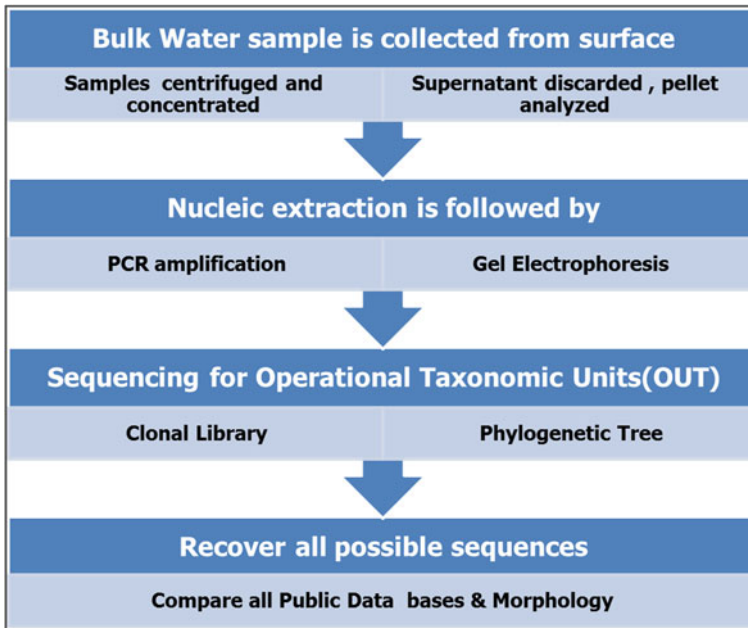 Bulk Water sample is collected from surface
Samples centrifuged and
concentrated
Supernatant discarded , pellet
analyzed
Nucleic extraction is followed by
PCR amplification
Gel Electrophoresis
Sequencing for Operational Taxonomic Units(OUT)
Clonal Library
Phylogenetic Tree
Recover all possible sequences
Compare all Public Data bases & Morphology